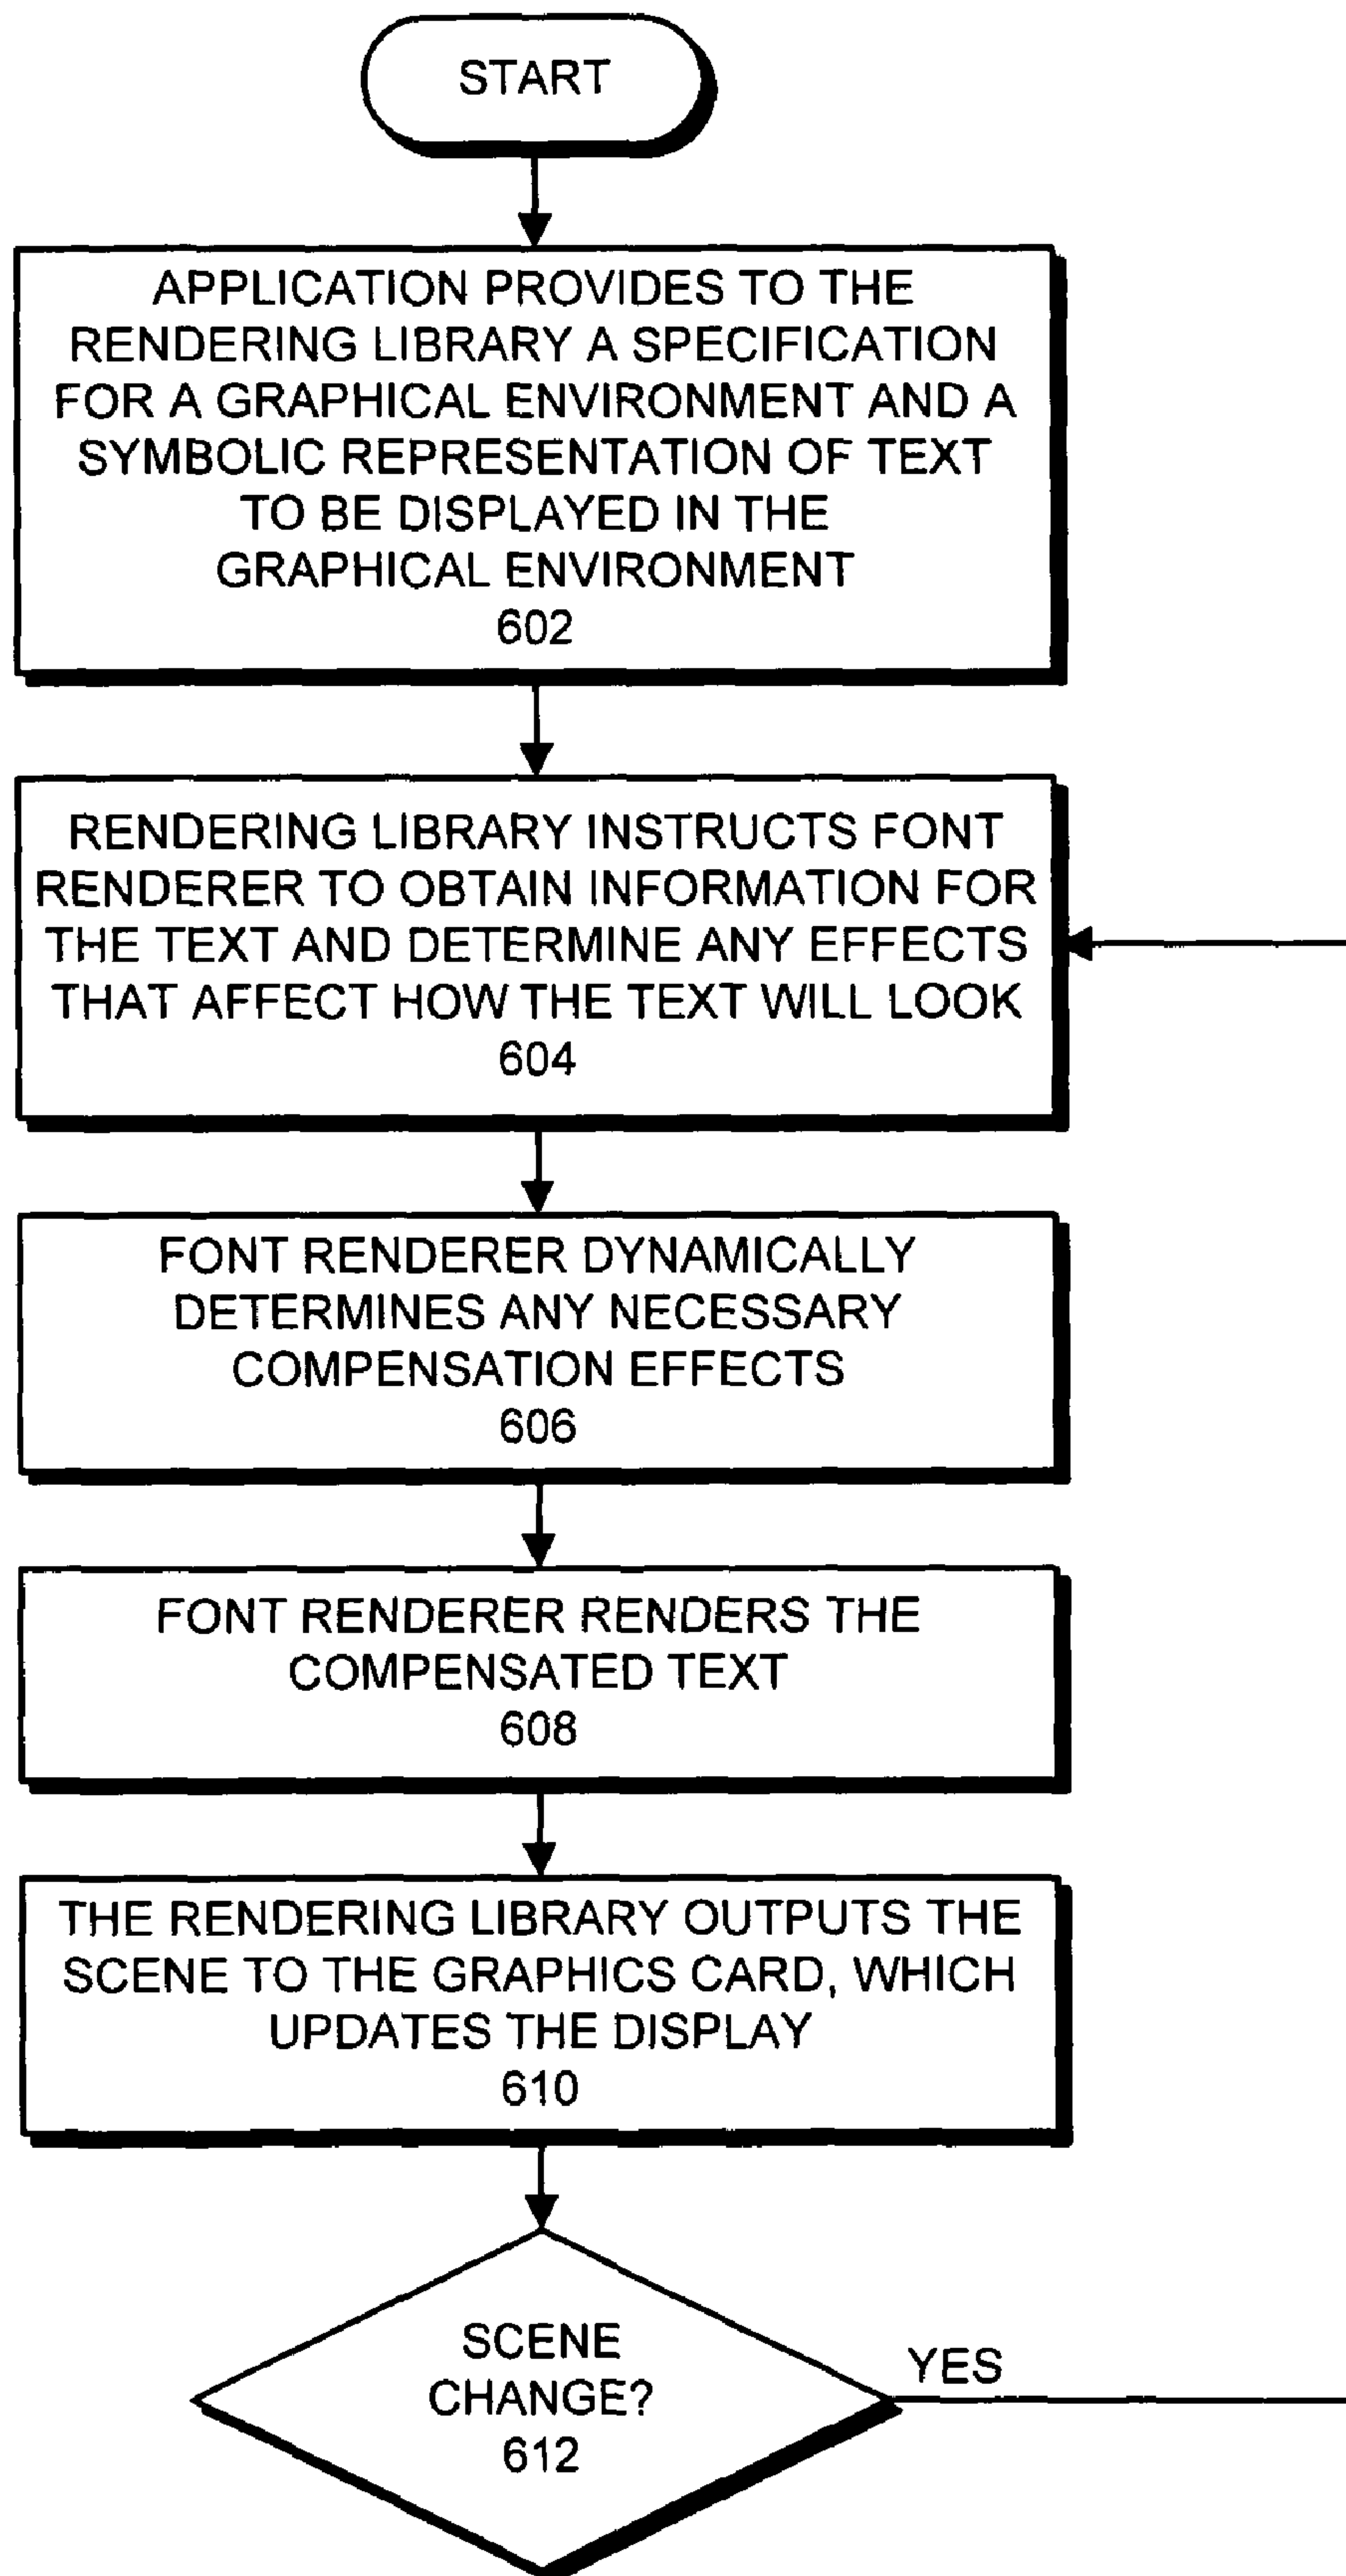 START
APPLICATION PROVIDES TO THE
RENDERING LIBRARY A SPECIFICATION
FOR A GRAPHICAL ENVIRONMENT AND A
SYMBOLIC REPRESENTATION OF TEXT
TO BE DISPLAYED IN THE
GRAPHICAL ENVIRONMENT
602
RENDERING LIBRARY INSTRUCTS FONT
RENDERER TO OBTAIN INFORMATION FOR
THE TEXT AND DETERMINE ANY EFFECTS
THAT AFFECT HOW THE TEXT WILL LOOK
604
FONT RENDERER DYNAMICALLY
DETERMINES ANY NECESSARY
COMPENSATION EFFECTS
606
FONT RENDERER RENDERS THE
COMPENSATED TEXT
608
THE RENDERING LIBRARY OUTPUTS THE
SCENE TO THE GRAPHICS CARD, WHICH
UPDATES THE DISPLAY
610
SCENE
CHANGE?
612
YES